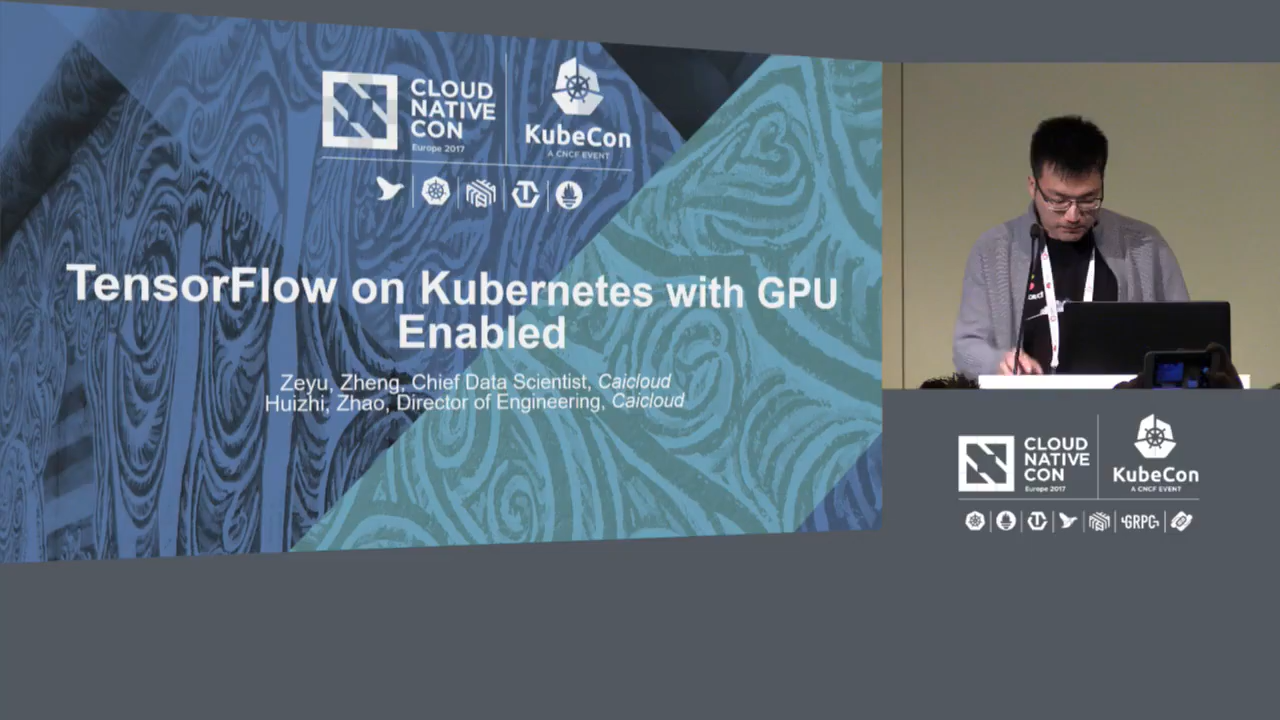 CLOUD
NATIVE
CON
Europe 2017
KubeCon
A CNCF EVENT
TensorFlow on Kubernetes with GPU
Enabled
Zeyu, Zheng, Chief Data Scientist, Caicloud
Huizhi, Zhao, Director of Engineering, Caicloud
CLOUD
NATIVE
CON
Europe 2017
KubeCon
A CNCF EVENT
GRPC